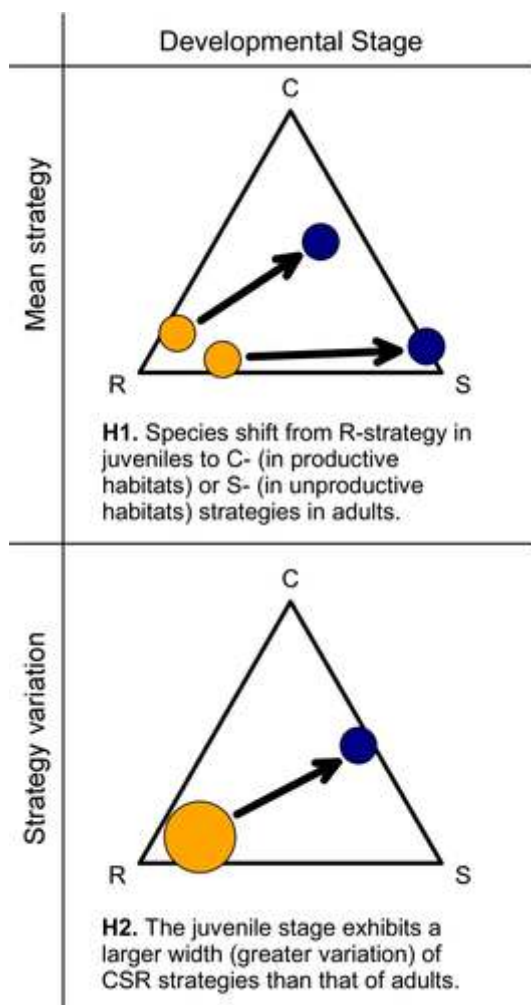 Developmental Stage
Mean strategy
C
R
S
H1. Species shift from R-strategy in
juveniles to C- (in productive
habitats) or S- (in unproductive
habitats) strategies in adults.
Strategy variation
C
R
S
H2. The juvenile stage exhibits a
larger width (greater variation) of
CSR strategies than that of adults.